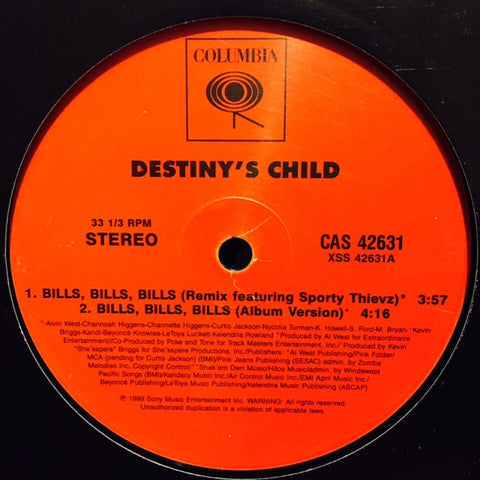 COLUMBIA
DESTINY'S CHILD
33 1/3 RPM
STEREO
CAS 42631
XSS 42631A
1. BILLS, BILLS, BILLS (Remix featuring Sporty Thievz)* 3:57
2. BILLS, BILLS, BILLS (Album Version)^ 4:16
*-Alvin West-Channoah Higgens-Channette Higgens-Curtis Jackson-Nycolia Turman-K. Howell-S. Ford-M. Bryan-^Kevin
Briggs-Kandi-Beyoncé Knowles-LaToya Luckett-Kelendria Rowland *Produced by Al West for Extraordinaire
Entertainment/Co-Produced by Poke and Tone for Track Masters Entertainment, Inc./^Produced by Kevin
"She'kspere" Briggs for She'kspere Productions, Inc./Publishers: *Al West Publishing/Pink Folder/
MCA (pending for Curtis Jackson) (BMI)/Pink Jeans Publishing (SESAC) admin. by Zomba
Melodies Inc. Copyright Control/^Shek'em Dwn Music/Hitco Music/admin. by Windswept
Pacific Songs (BMI)/Kandacy Music Inc./Air Control Music Inc./EMI April Music Inc./
Beyoncé Publishing/LaToya Music Publishing/Kelendria Music Publishing (ASCAP)
℗ 1999 Sony Music Entertainment Inc. WARNING: All rights reserved
Unauthorized duplication is a violation of applicable laws.